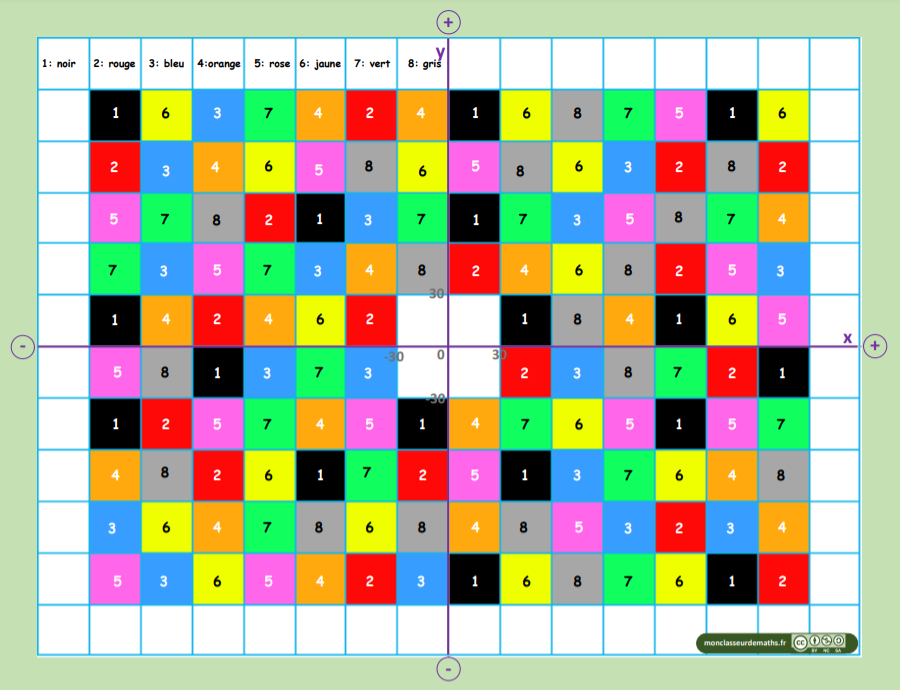 +
y
1: noir 2: rouge 3: bleu 4:orange 5: rose 6: jaune 7: vert 8: gris
1 6 3 7 4 2 4 1 6 8 7 5 1 6
2 3 4 6 5 8 6 5 8 6 3 2 8 2
5 7 8 2 1 3 7 1 7 3 5 8 7 4
7 3 5 7 3 4 8 2 4 6 8 2 5 3
30
1 4 2 4 6 2 1 8 4 1 6 5
x
- +
-30 0 30
5 8 1 3 7 3 2 3 8 7 2 1
-30
1 2 5 7 4 5 1 4 7 6 5 1 5 7
4 8 2 6 1 7 2 5 1 3 7 6 4 8
3 6 4 7 8 6 8 4 8 5 3 2 3 4
5 3 6 5 4 2 3 1 6 8 7 6 1 2
monclasseurdemaths.fr cc
BY NC SA
-